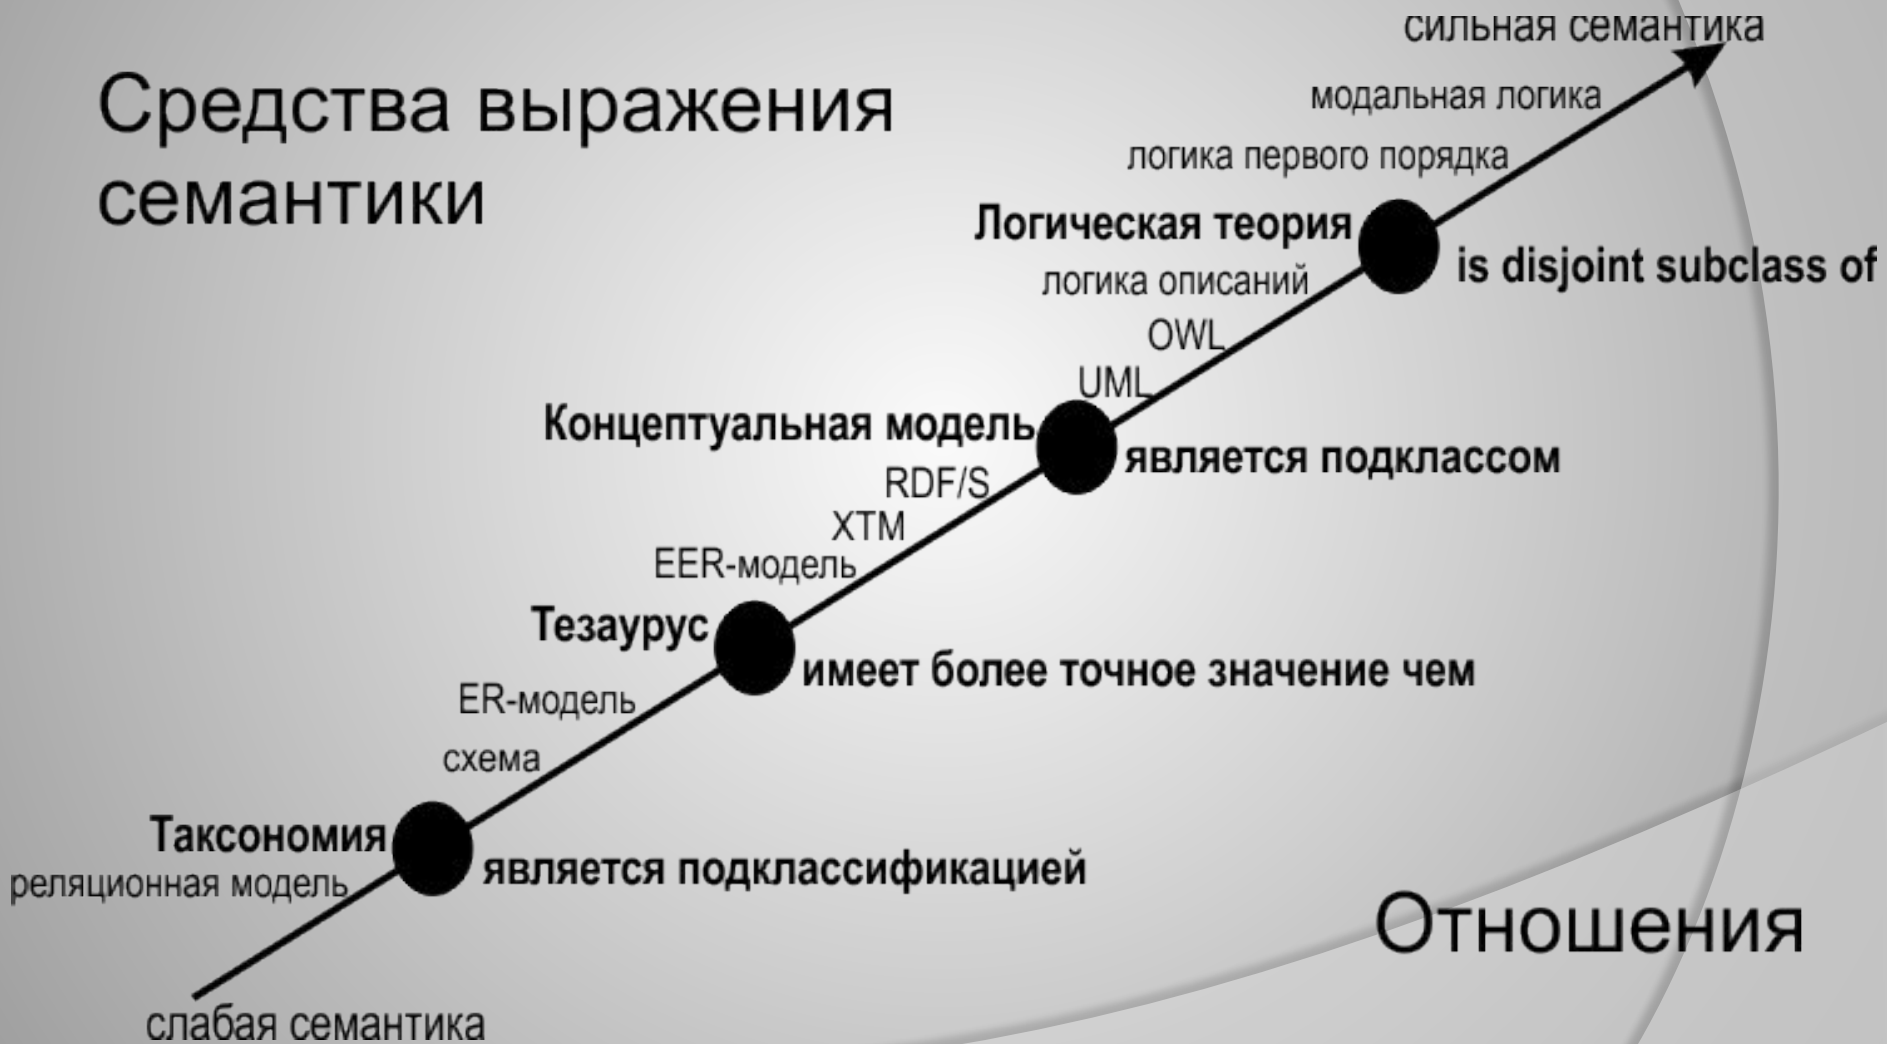 сильная семантика
Средства выражения
семантики
модальная логика
логика первого порядка
Логическая теория
is disjoint subclass of
логика описаний
OWL
UML
Концептуальная модель
является подклассом
RDF/S
XTM
EER-модель
Тезаурус
имеет более точное значение чем
ER-модель
схема
Таксономия
является подклассификацией
реляционная модель
Отношения
слабая семантика